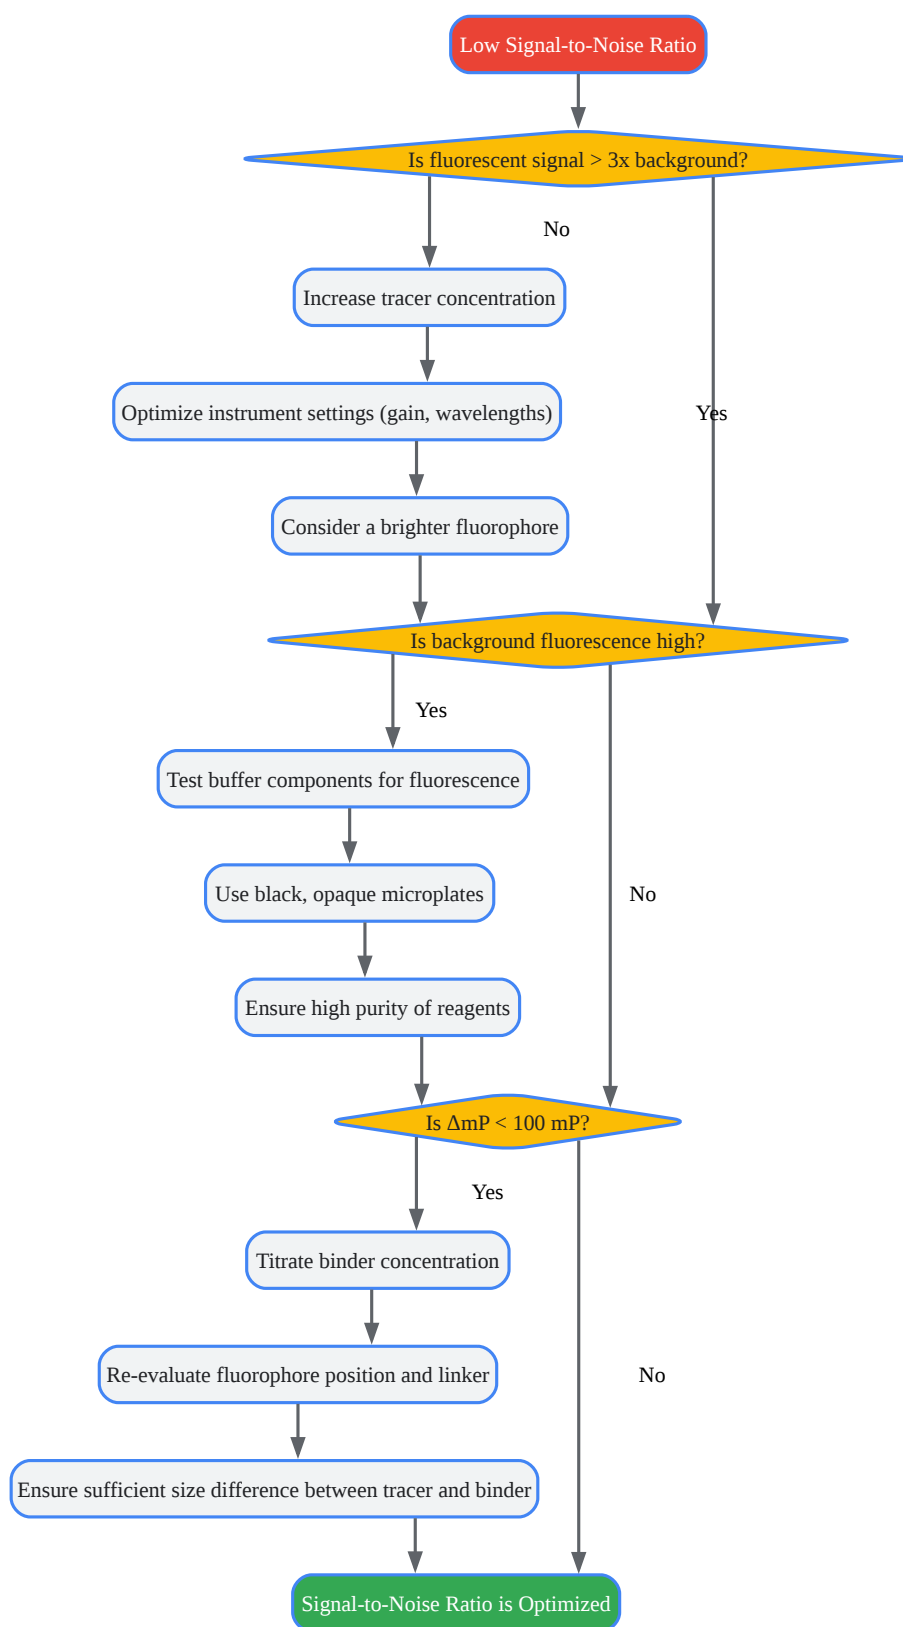 Low Signal-to-Noise Ratio
Is fluorescent signal > 3x background?
No
Increase tracer concentration
Optimize instrument settings (gain, wavelengths)
Yes
Consider a brighter fluorophore
Is background fluorescence high?
Yes
Test buffer components for fluorescence
Use black, opaque microplates
No
Ensure high purity of reagents
Is ΔmP < 100 mP?
Yes
Titrate binder concentration
Re-evaluate fluorophore position and linker
No
Ensure sufficient size difference between tracer and binder
Signal-to-Noise Ratio is Optimized